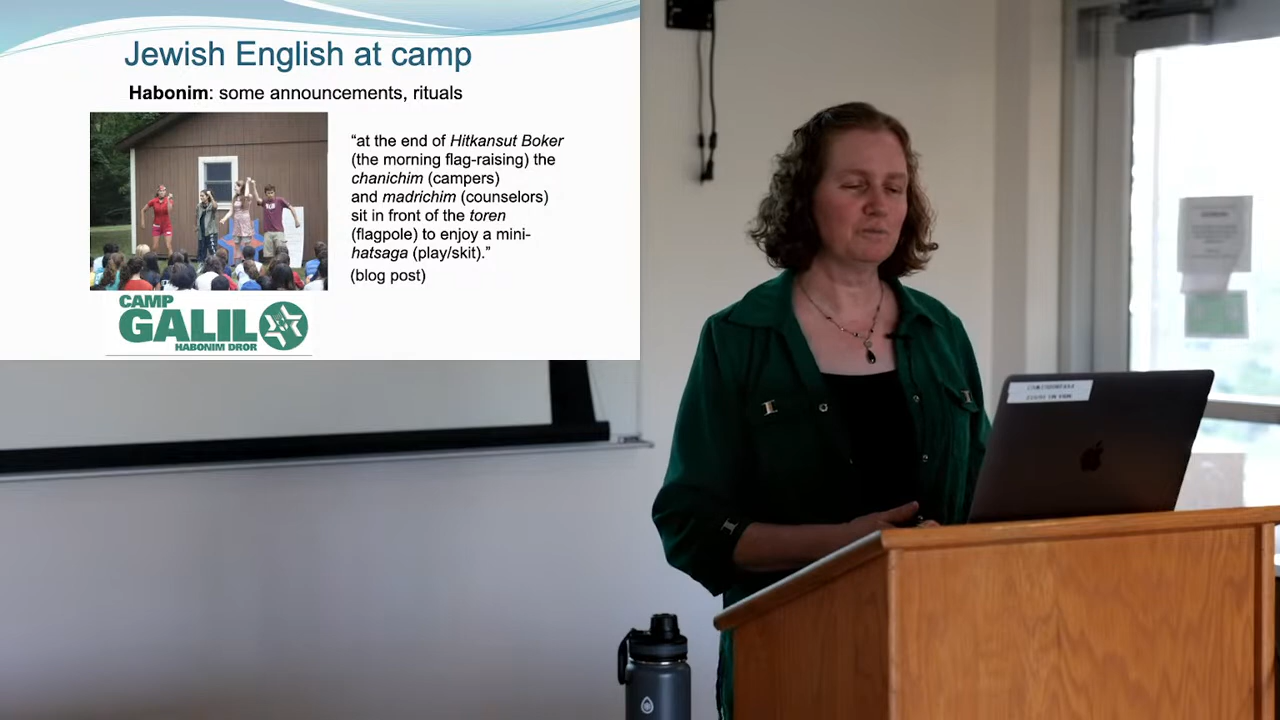 Jewish English at camp
Habonim: some announcements, rituals
“at the end of Hitkansut Boker
(the morning flag-raising) the
chanichim (campers)
and madrichim (counselors)
sit in front of the toren
(flagpole) to enjoy a mini-
hatsaga (play/skit).”
(blog post)
CAMP
GALIL
HABONIM DROR